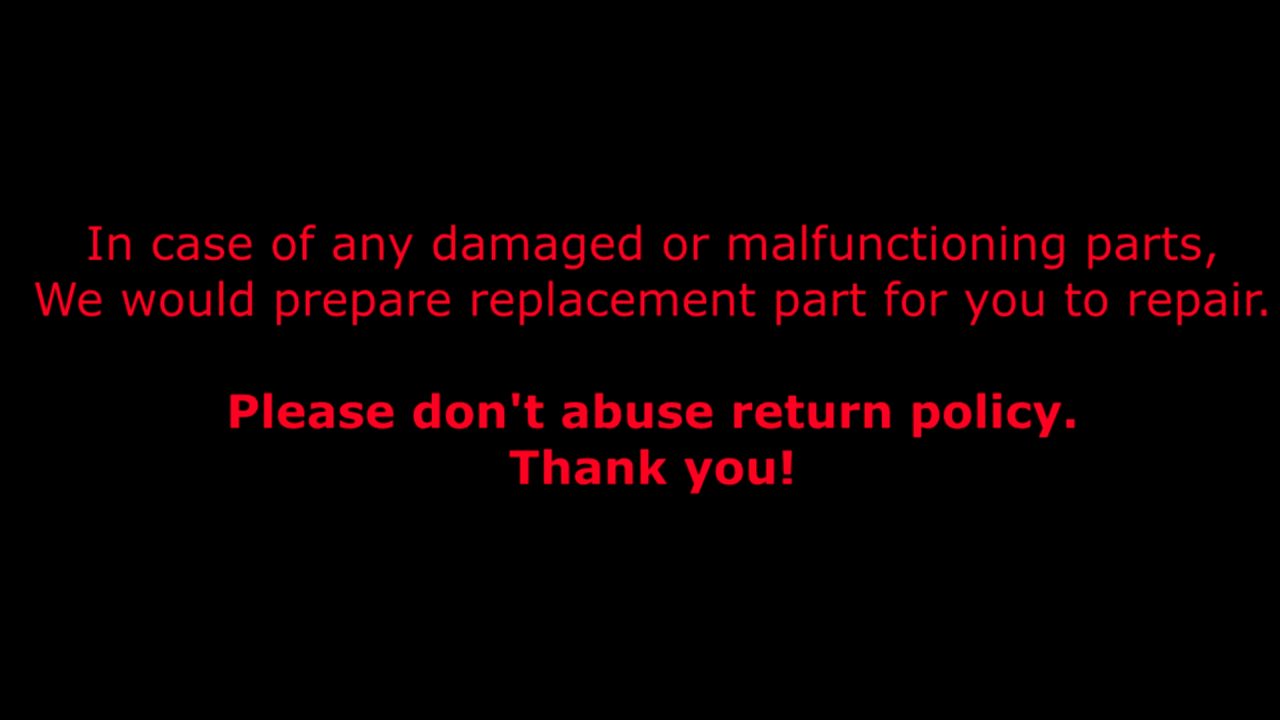 In case of any damaged or malfunctioning parts,
We would prepare replacement part for you to repair.
Please don't abuse return policy.
Thank you!